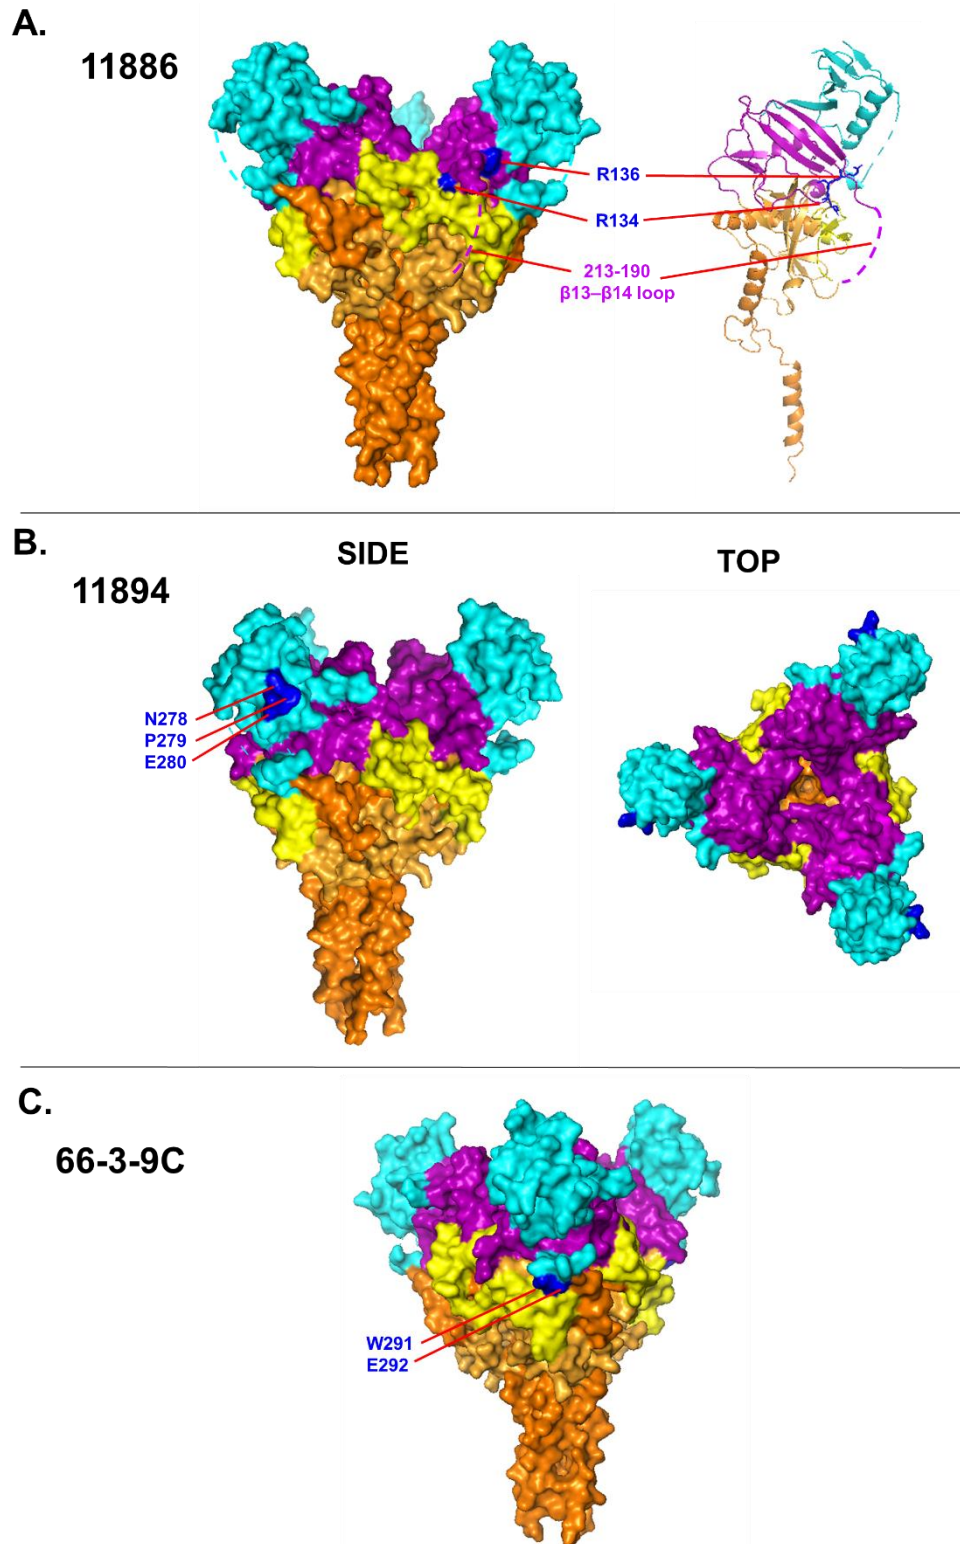 A.
11886
R136
R134
213-190
β13–β14 loop
B.
11894
SIDE
TOP
N278
P279
E280
C.
66-3-9C
W291
E292